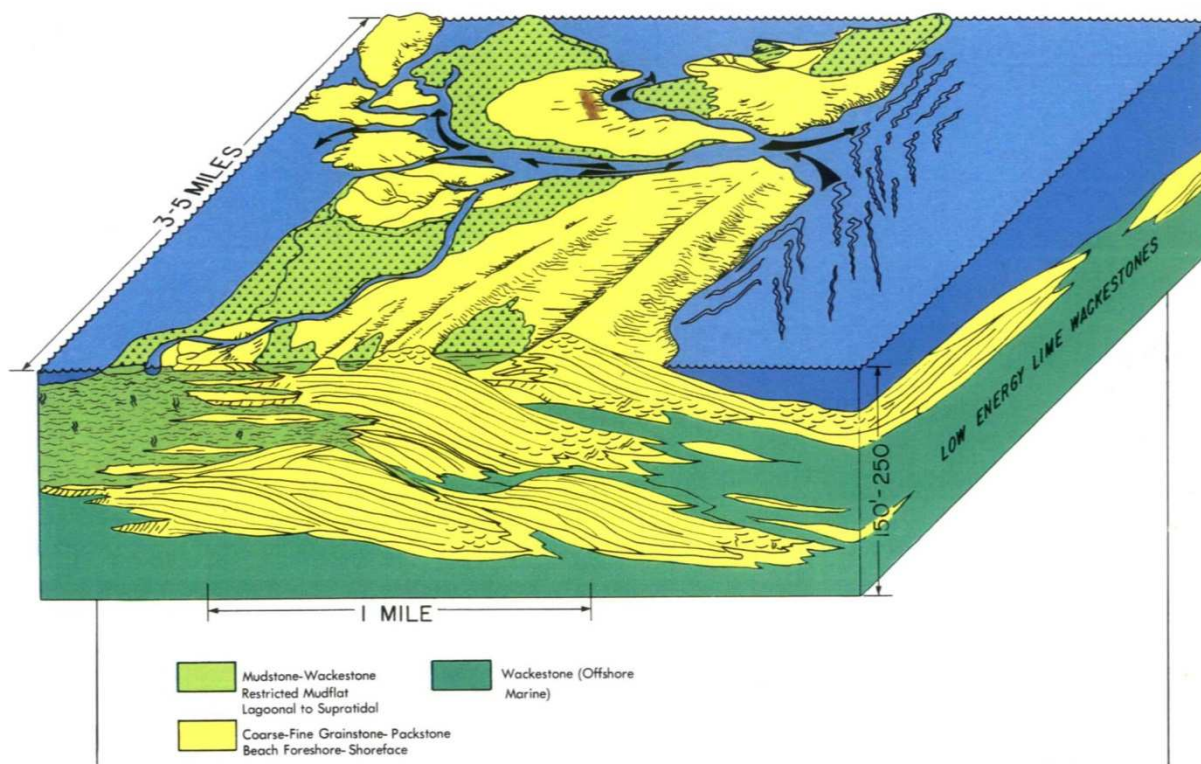 3-5 MILES
LOW ENERGY LIME WACKESTONES
150'-250
1 MILE
Mudstone-Wackestone
Restricted Mudflat
Lagoonal to Supratidal
Wackestone (Offshore
Marine)
Coarse-Fine Grainstone-Packstone
Beach Foreshore-Shoreface